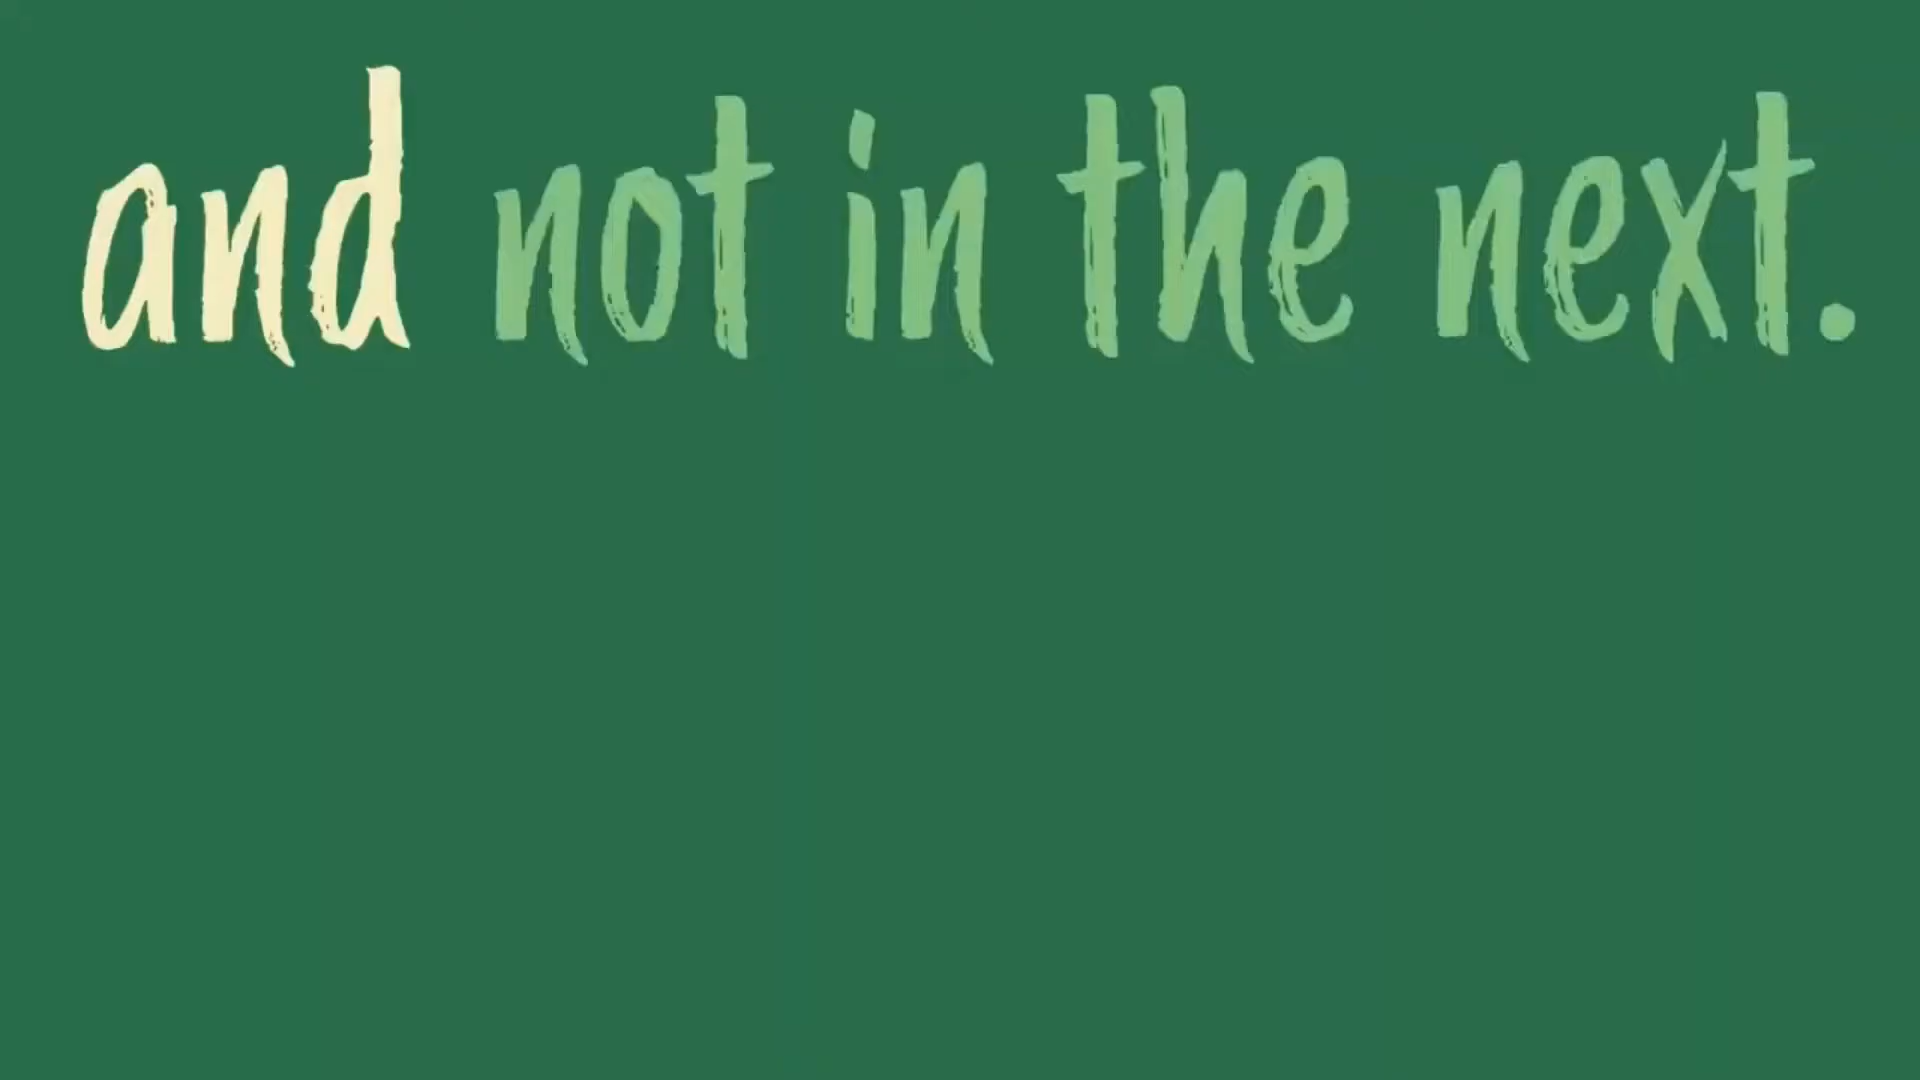 and not in the next.